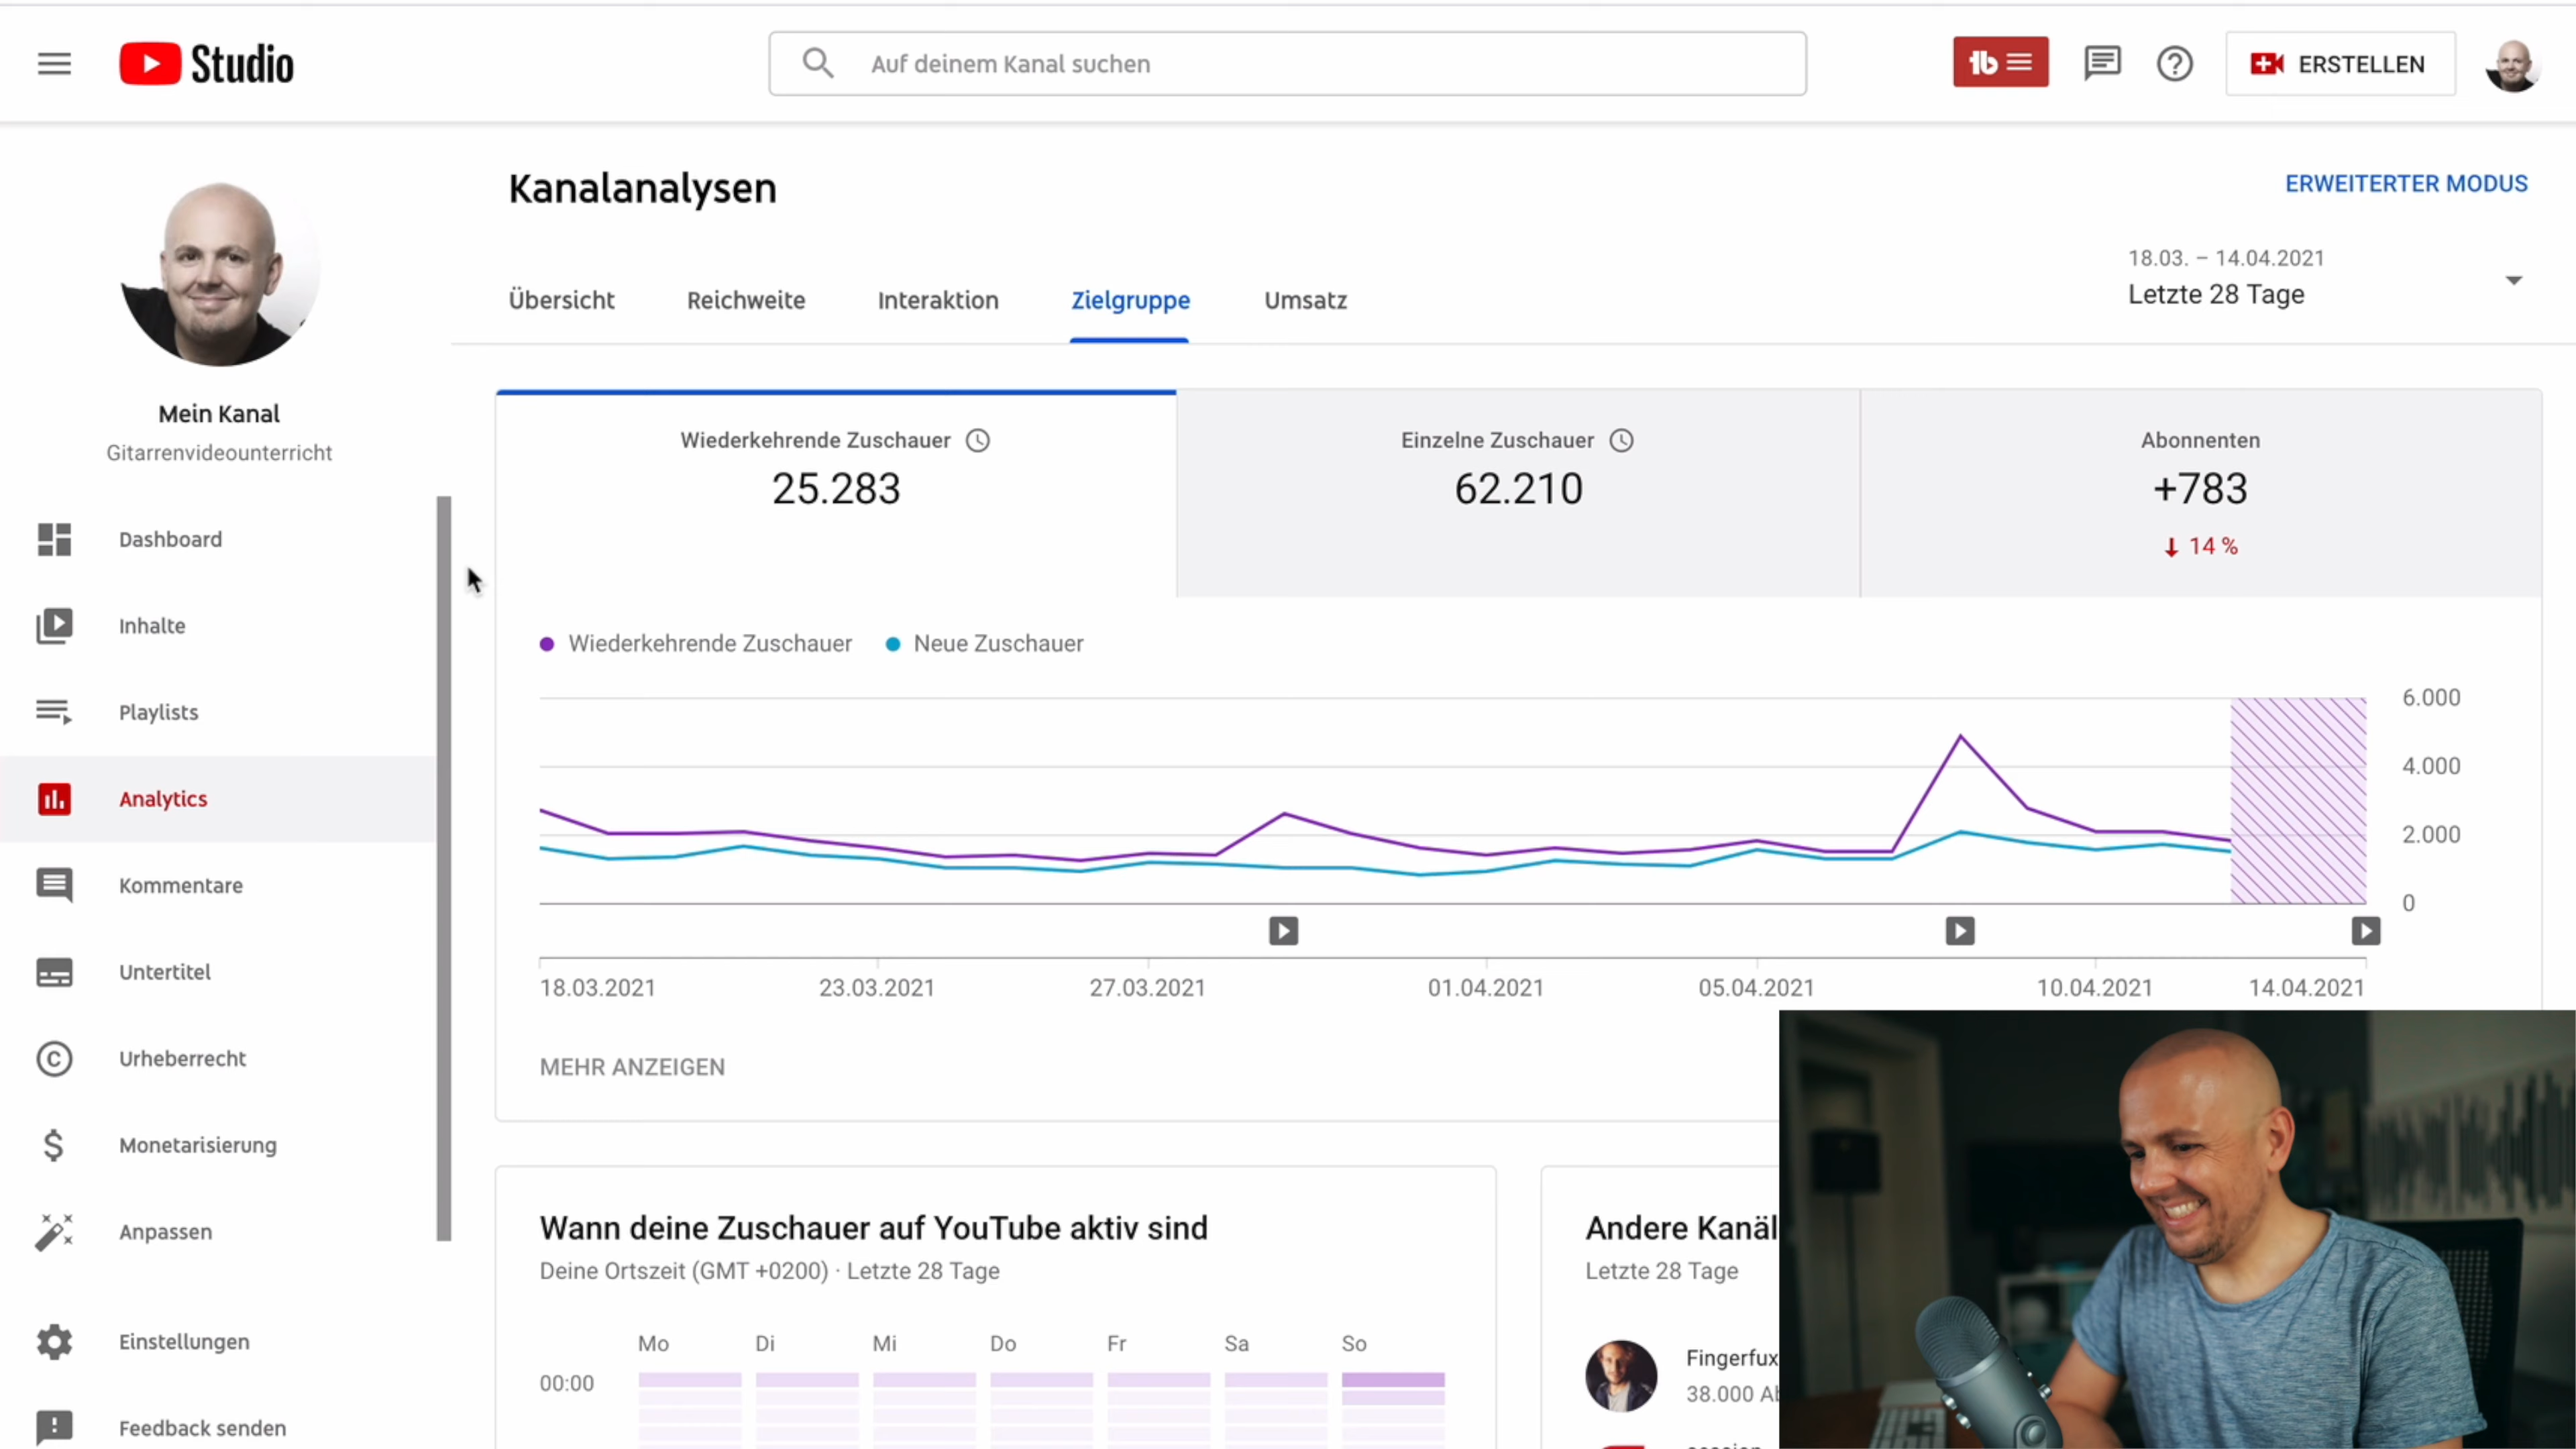 Studio
Auf deinem Kanal suchen
ERSTELLEN
Kanalanalysen
ERWEITERTER MODUS
18.03. – 14.04.2021
Letzte 28 Tage
Übersicht
Reichweite
Interaktion
Zielgruppe
Umsatz
Mein Kanal
Gitarrenvideounterricht
Dashboard
Inhalte
Playlists
Analytics
Kommentare
Untertitel
Urheberrecht
Monetarisierung
Anpassen
Einstellungen
Feedback senden
Wiederkehrende Zuschauer
25.283
Einzelne Zuschauer
62.210
Abonnenten
+783
14 %
Wiederkehrende Zuschauer
Neue Zuschauer
6.000
4.000
2.000
0
18.03.2021
23.03.2021
27.03.2021
01.04.2021
05.04.2021
10.04.2021
14.04.2021
MEHR ANZEIGEN
Wann deine Zuschauer auf YouTube aktiv sind
Deine Ortszeit (GMT +0200) · Letzte 28 Tage
Mo Di Mi Do Fr Sa So
00:00
Andere Kanäl
Letzte 28 Tage
Fingerfux
38.000